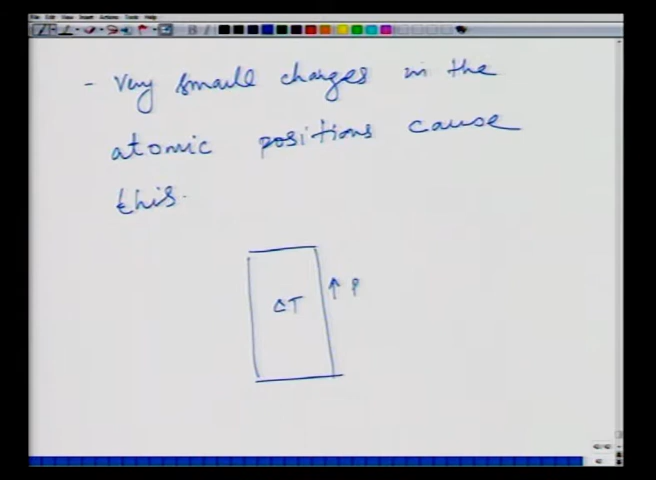 - Very small changes in the
atomic positions cause
this.
ΔT ↑ P